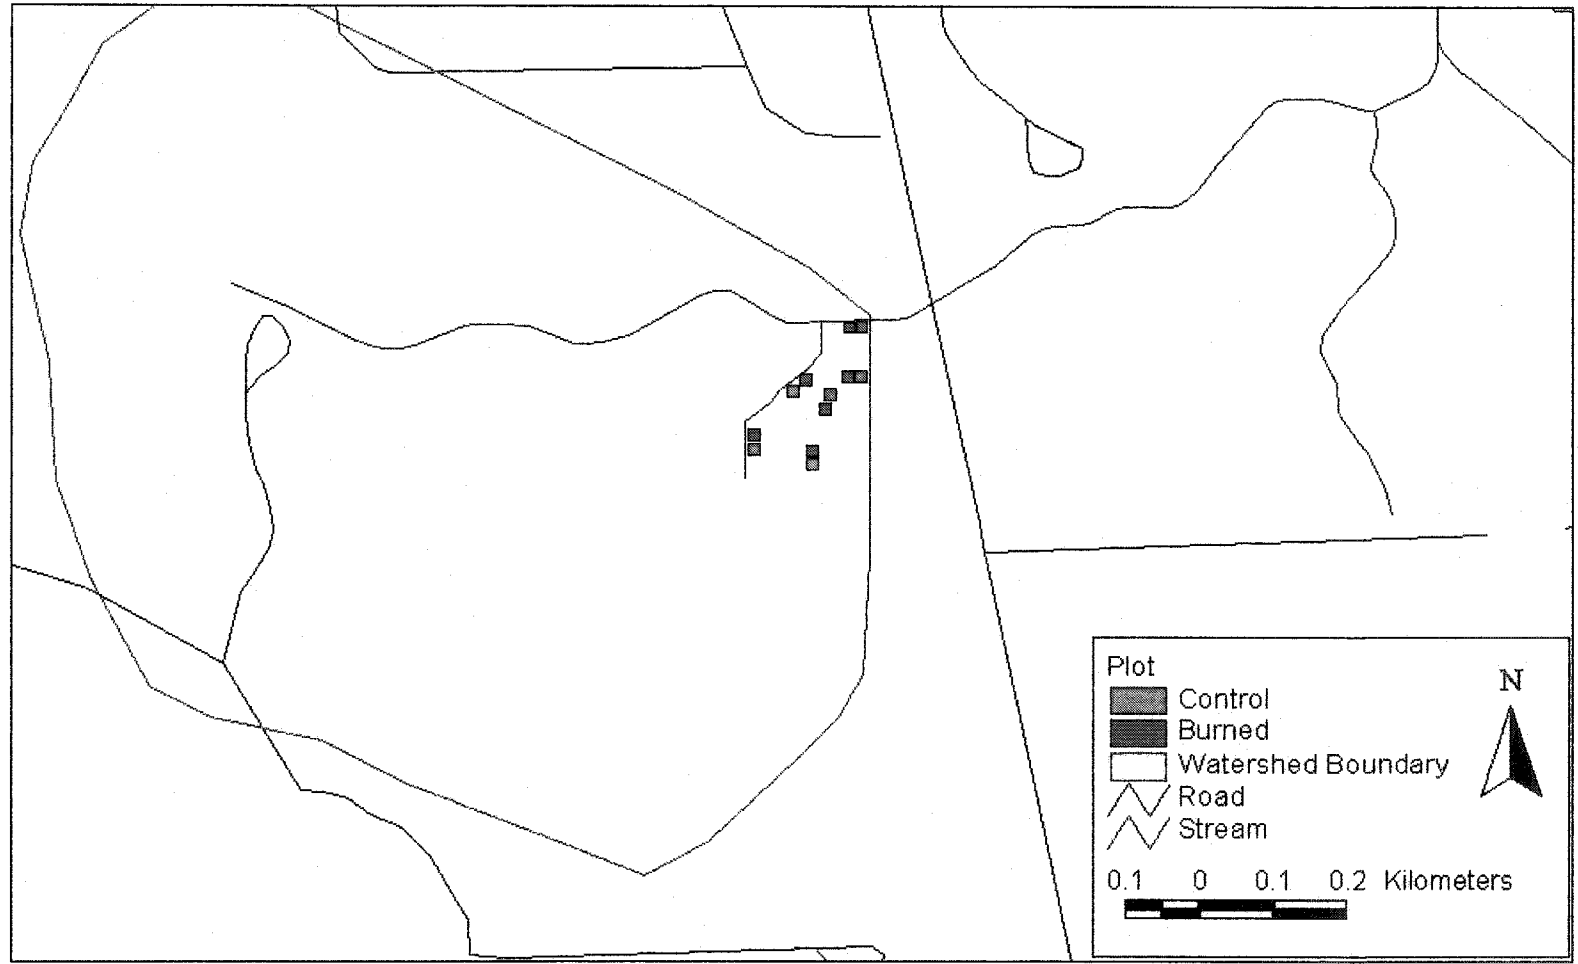 Plot
N
Control
Burned
Watershed Boundary
Road
Stream
0.1 0 0.1 0.2 Kilometers